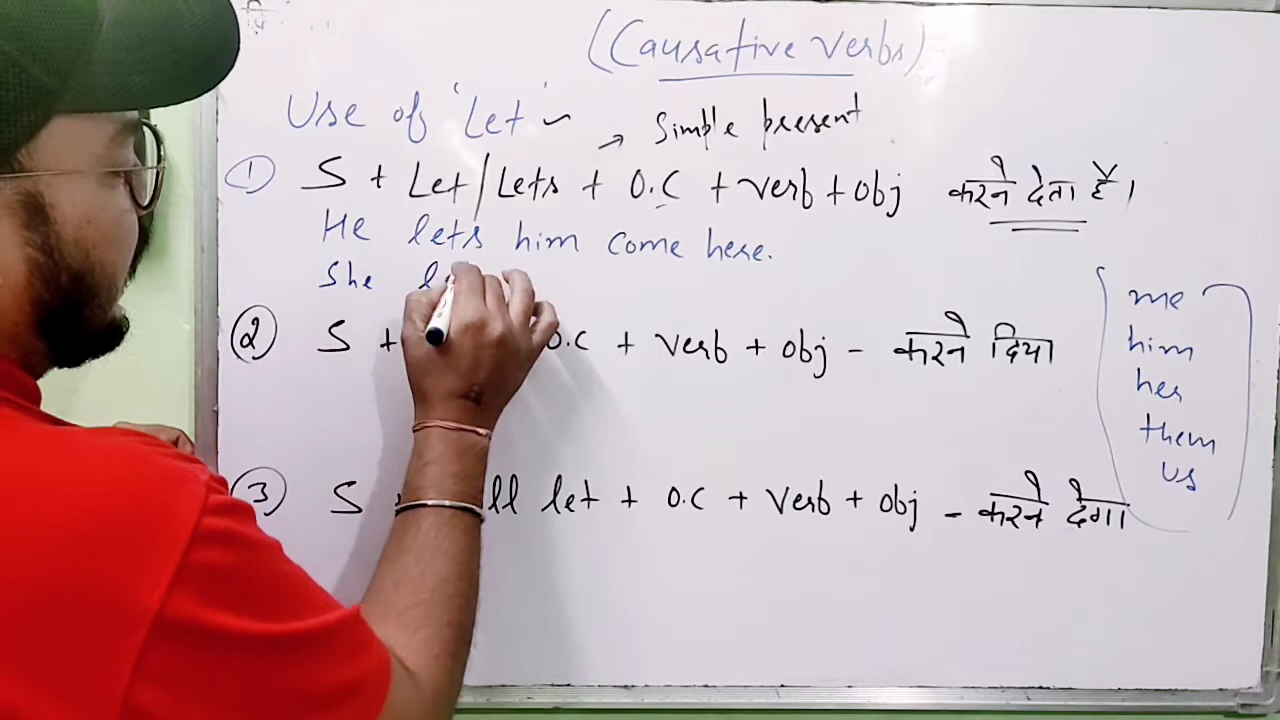 (Causative Verbs)
Use of 'Let' ~
→ Simple present
① S + Let/Lets + O.C + verb + obj करने देता है।
He lets him come here.
She
② S + O.C + verb + obj - करने दिया
③ S + ll let + O.C + Verb + obj - करने देगा
me
him
her
them
us